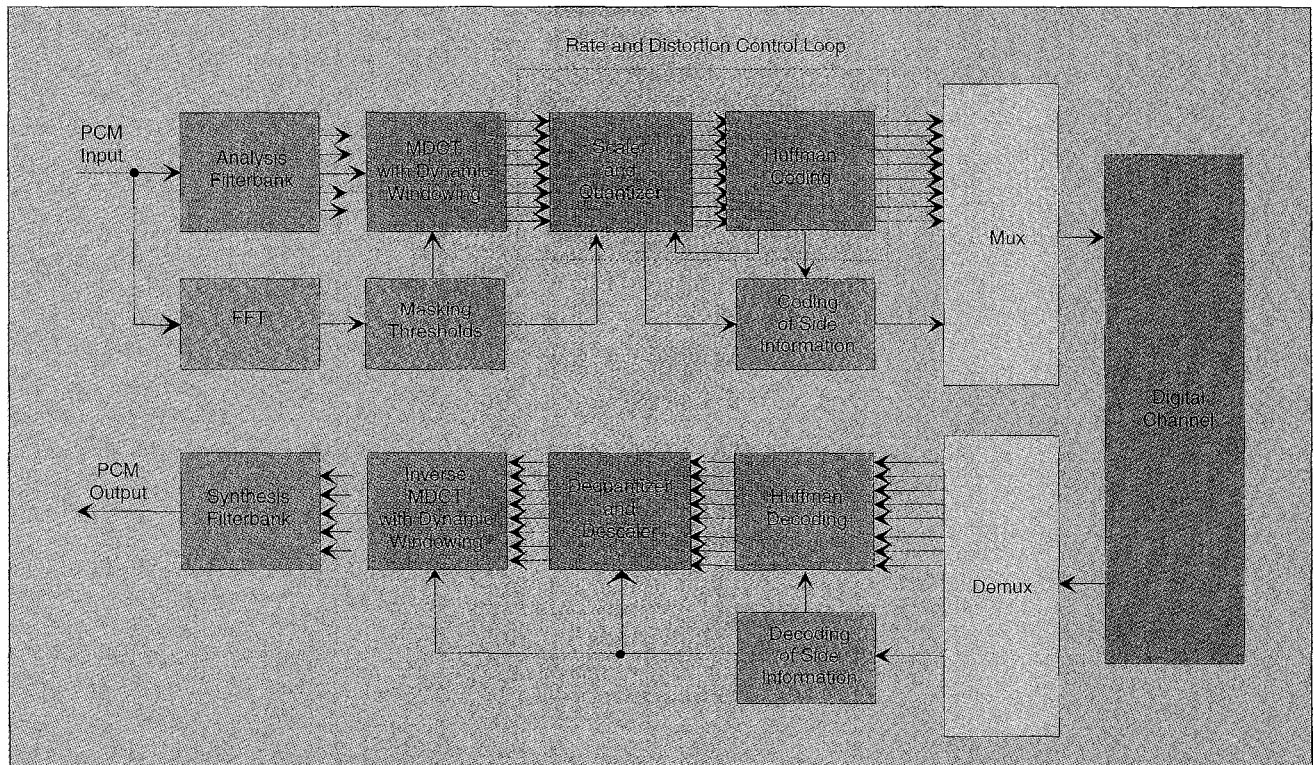 Rate and Distortion Control Loop
PCM
Input
Analysis
Filterbank
MDCT
with Dynamic
Windowing
Scaler
and
Quantizer
Huffman
Coding
Mux
FFT
Masking
Thresholds
Coding
of Side
Information
Digital
Channel
PCM
Output
Synthesis
Filterbank
Inverse
MDCT
with Dynamic
Windowing
Dequantizer
and
Descaler
Huffman
Decoding
Demux
Decoding
of Side
Information